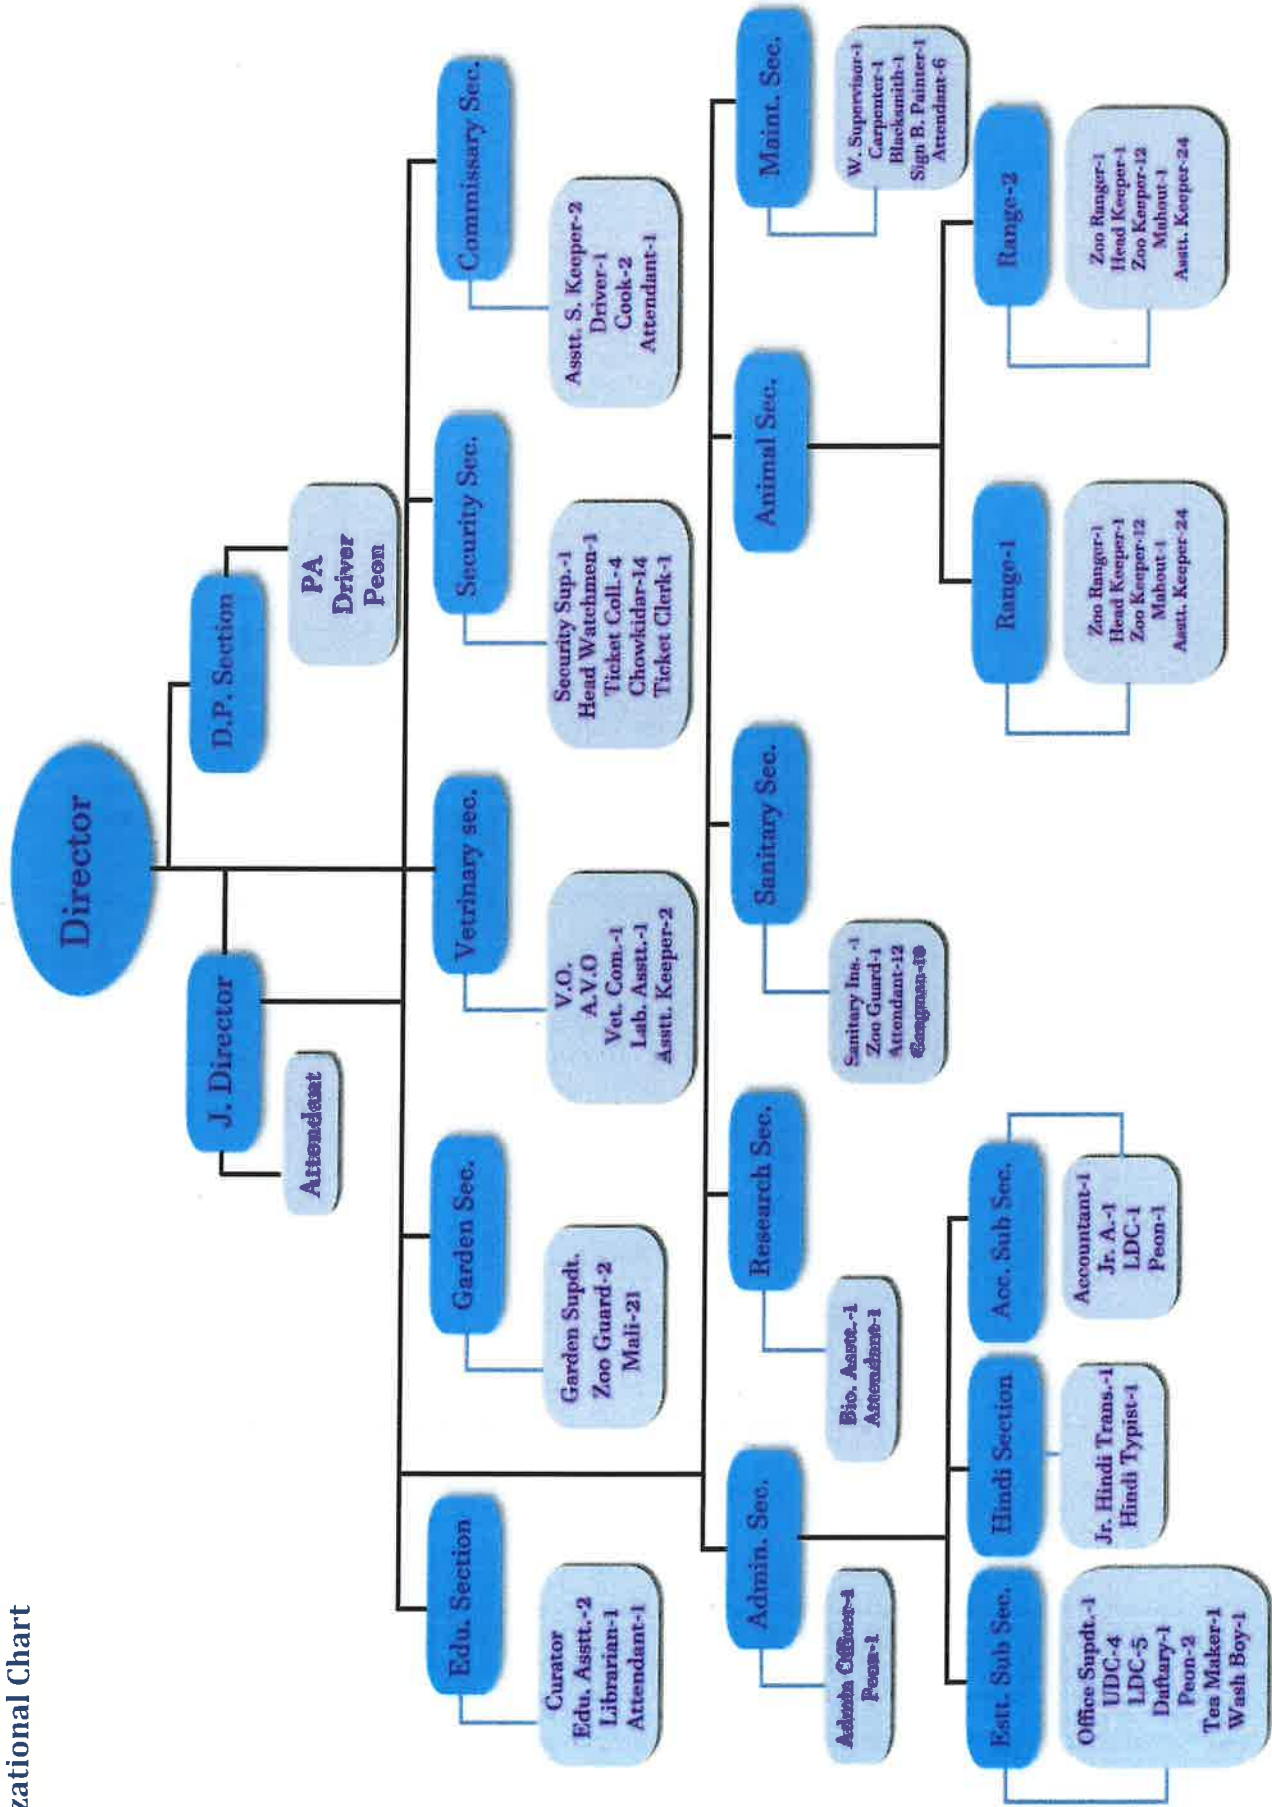 zational Chart
Director
J. Director
D.P. Section
Attendant
PA
Driver
Peon
Edu. Section
Garden Sec.
Vetrinary sec.
Security Sec.
Commissary Sec.
Curator
Edu. Asstt.-2
Librarian-1
Attendant-1
Garden Supdt.
Zoo Guard-2
Mali-21
V.O.
A.V.O
Vet. Com.-1
Lab. Asstt.-1
Asstt. Keeper-2
Security Sup.-1
Head Watchmen-1
Ticket Coll.-4
Chowkidar-14
Ticket Clerk-1
Asstt. S. Keeper-2
Driver-1
Cook-2
Attendant-1
Admin. Sec.
Research Sec.
Sanitary Sec.
Animal Sec.
Maint. Sec.
Admin Officer-1
Peon-1
Bio. Asstt.-1
Attendant-1
Sanitary Ins. -1
Zoo Guard-1
Attendant-12
W. Supervisor-1
Carpenter-1
Blacksmith-1
Sign B. Painter-1
Attendant-6
Estt. Sub Sec.
Hindi Section
Acc. Sub Sec.
Range-1
Range-2
Office Supdt.-1
UDC-4
LDC-5
Daftary-1
Peon-2
Tea Maker-1
Wash Boy-1
Jr. Hindi Trans.-1
Hindi Typist-1
Accountant-1
Jr. A.-1
LDC-1
Peon-1
Zoo Ranger-1
Head Keeper-1
Zoo Keeper-12
Mahout-1
Asstt. Keeper-24
Zoo Ranger-1
Head Keeper-1
Zoo Keeper-12
Mahout-1
Asstt. Keeper-24